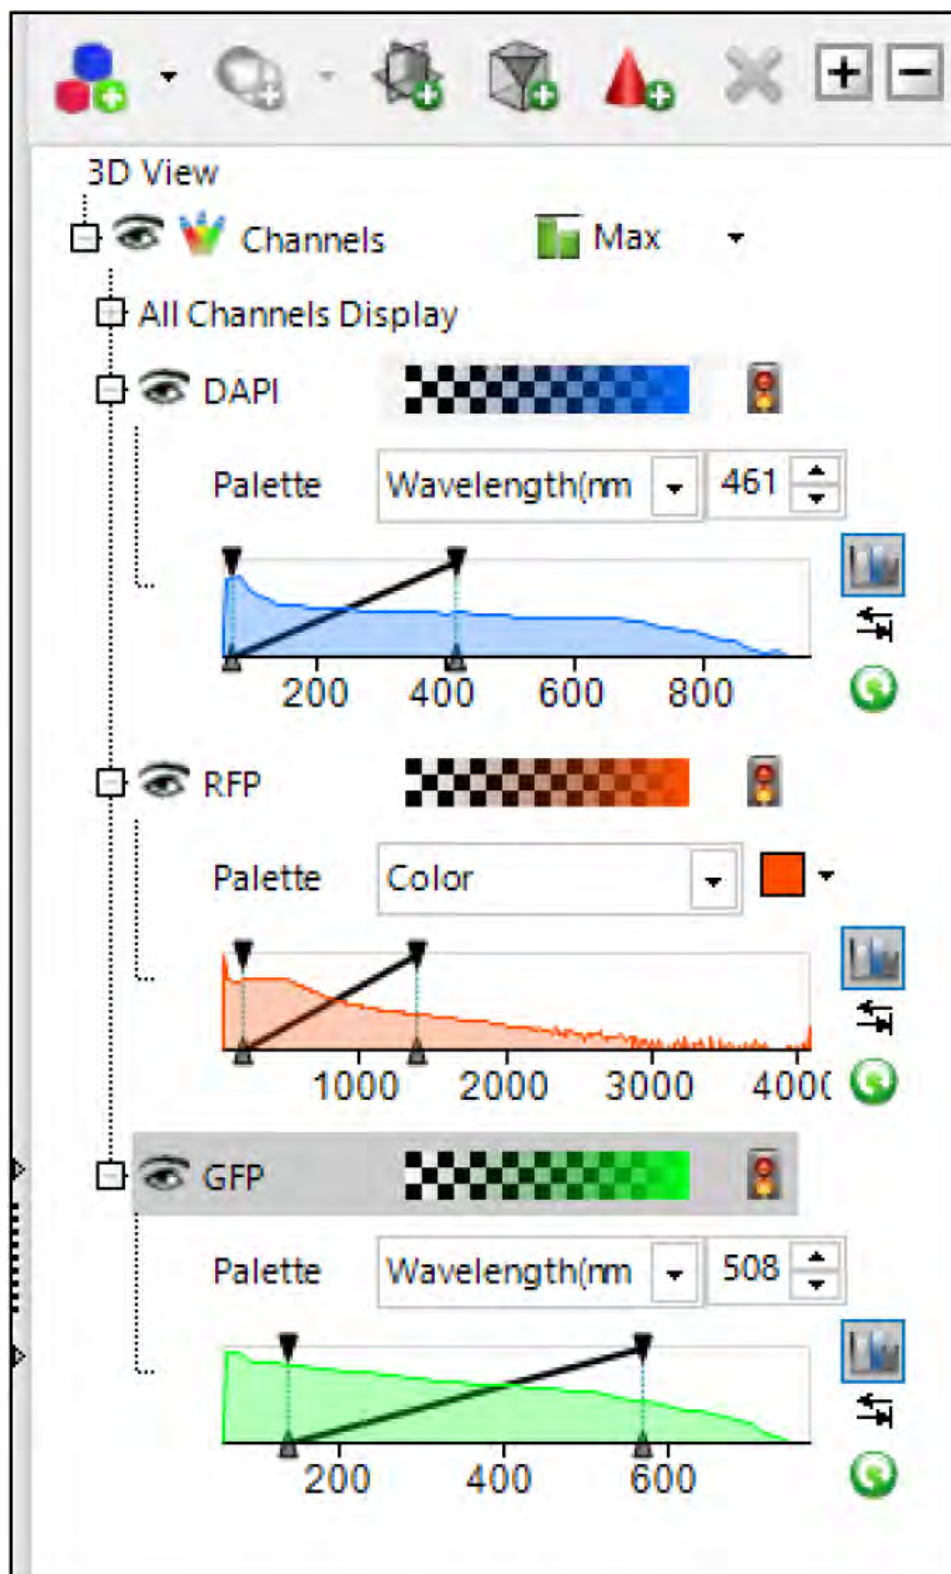 3D View
Channels Max
All Channels Display
DAPI
Palette Wavelength(nm 461
200 400 600 800
RFP
Palette Color
1000 2000 3000 400(
GFP
Palette Wavelength(nm 508
200 400 600